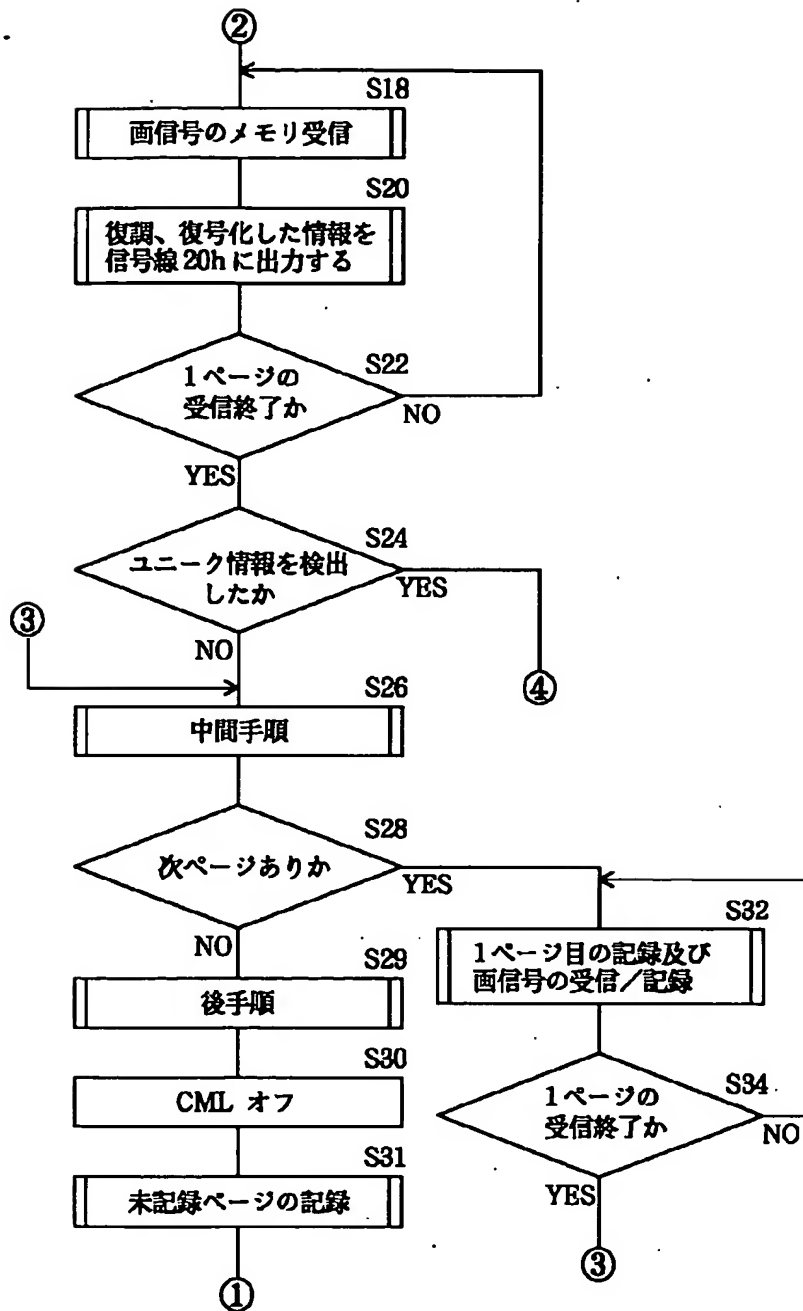 ②
S18
画信号のメモリ受信
S20
復調、復号化した情報を
信号線20hに出力する
S22
1ページの
受信終了か
NO
YES
S24
ユニーク情報を検出
したか
YES
③
NO
S26
④
中間手順
S28
次ページありか
YES
NO
S32
1ページ目の記録及び
画信号の受信/記録
S29
後手順
S30
CML オフ
S34
1ページの
受信終了か
NO
S31
未記録ページの記録
YES
③
①